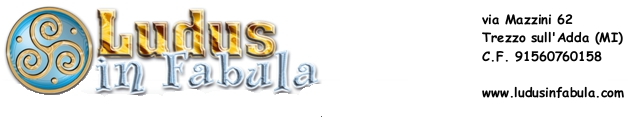 Ludus
in Fabula
via Mazzini 62
Trezzo sull'Adda (MI)
C.F. 91560760158
www.ludusinfabula.com